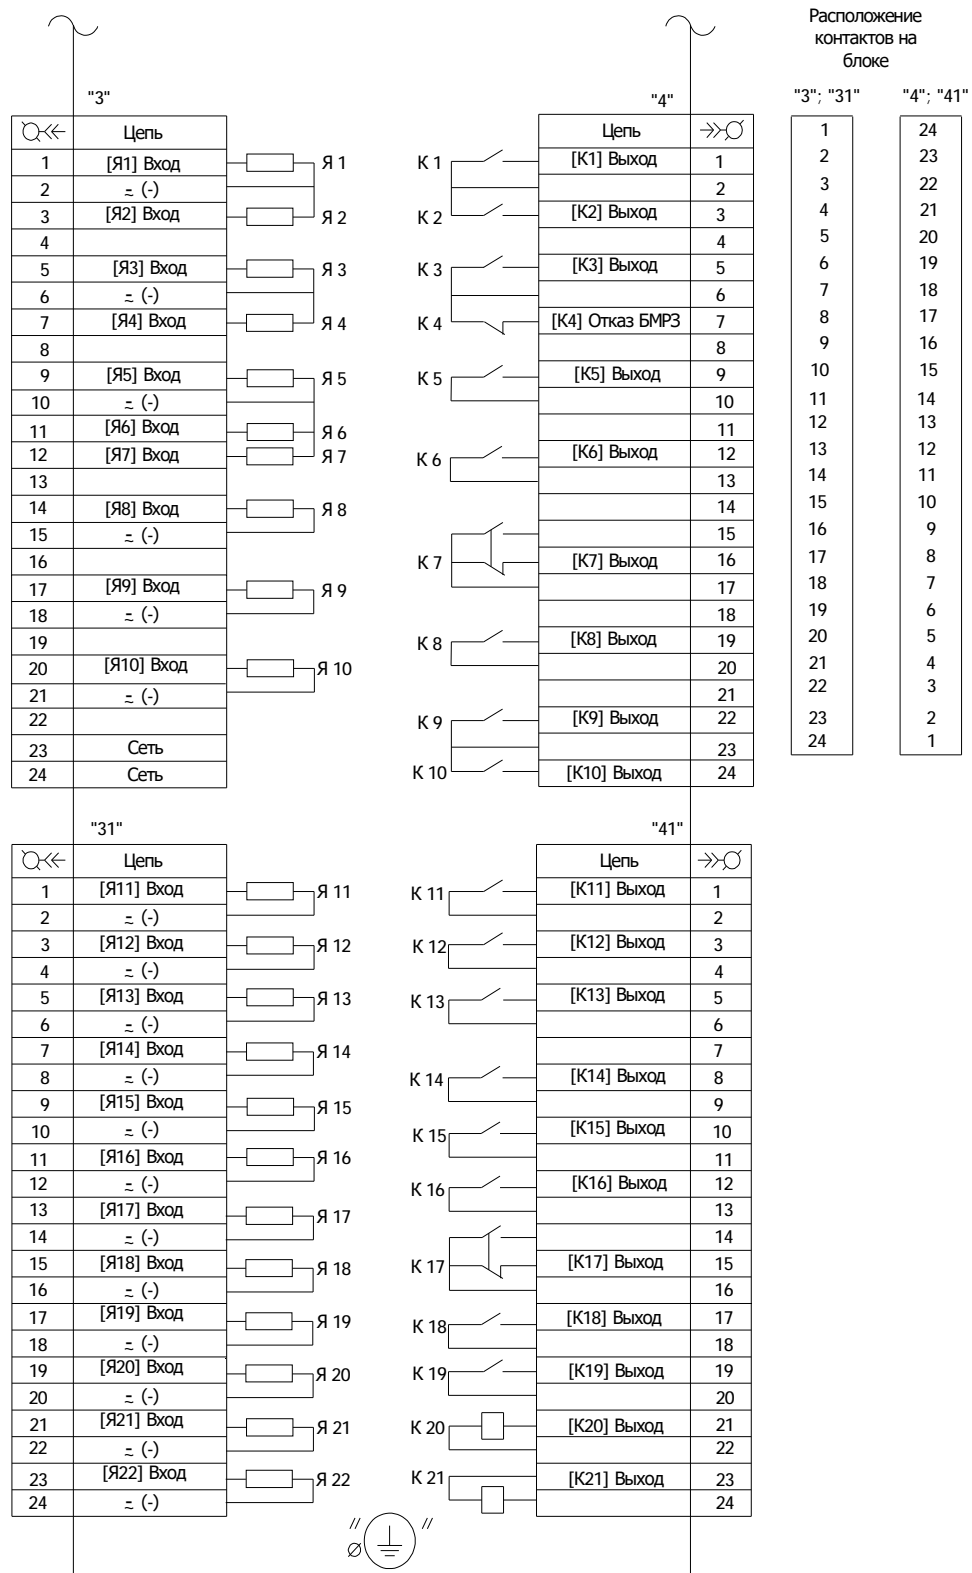 Расположение
контактов на
блоке
"3"
"4"
"3"; "31"
"4"; "41"
Цепь
1 [Я1] Вход Я 1
2 ≂ (-)
3 [Я2] Вход Я 2
4
5 [Я3] Вход Я 3
6 ≂ (-)
7 [Я4] Вход Я 4
8
9 [Я5] Вход Я 5
10 ≂ (-)
11 [Я6] Вход Я 6
12 [Я7] Вход Я 7
13
14 [Я8] Вход Я 8
15 ≂ (-)
16
17 [Я9] Вход Я 9
18 ≂ (-)
19
20 [Я10] Вход Я 10
21 ≂ (-)
22
23 Сеть
24 Сеть
Цепь
К 1 [К1] Выход 1
2
К 2 [К2] Выход 3
4
К 3 [К3] Выход 5
6
К 4 [К4] Отказ БМРЗ 7
8
К 5 [К5] Выход 9
10
11
К 6 [К6] Выход 12
13
14
15
К 7 [К7] Выход 16
17
18
К 8 [К8] Выход 19
20
21
К 9 [К9] Выход 22
23
К 10 [К10] Выход 24
1 24
2 23
3 22
4 21
5 20
6 19
7 18
8 17
9 16
10 15
11 14
12 13
13 12
14 11
15 10
16 9
17 8
18 7
19 6
20 5
21 4
22 3
23 2
24 1
"31"
"41"
Цепь
1 [Я11] Вход Я 11
2 ≂ (-)
3 [Я12] Вход Я 12
4 ≂ (-)
5 [Я13] Вход Я 13
6 ≂ (-)
7 [Я14] Вход Я 14
8 ≂ (-)
9 [Я15] Вход Я 15
10 ≂ (-)
11 [Я16] Вход Я 16
12 ≂ (-)
13 [Я17] Вход Я 17
14 ≂ (-)
15 [Я18] Вход Я 18
16 ≂ (-)
17 [Я19] Вход Я 19
18 ≂ (-)
19 [Я20] Вход Я 20
20 ≂ (-)
21 [Я21] Вход Я 21
22 ≂ (-)
23 [Я22] Вход Я 22
24 ≂ (-)
Цепь
К 11 [К11] Выход 1
2
К 12 [К12] Выход 3
4
К 13 [К13] Выход 5
6
7
К 14 [К14] Выход 8
9
К 15 [К15] Выход 10
11
К 16 [К16] Выход 12
13
14
К 17 [К17] Выход 15
16
К 18 [К18] Выход 17
18
К 19 [К19] Выход 19
20
К 20 [К20] Выход 21
22
К 21 [К21] Выход 23
24
" "